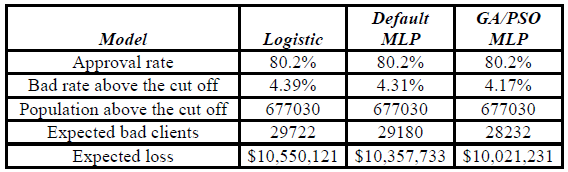 Model Logistic Default MLP GA/PSO MLP
Approval rate 80.2% 80.2% 80.2%
Bad rate above the cut off 4.39% 4.31% 4.17%
Population above the cut off 677030 677030 677030
Expected bad clients 29722 29180 28232
Expected loss $10,550,121 $10,357,733 $10,021,231